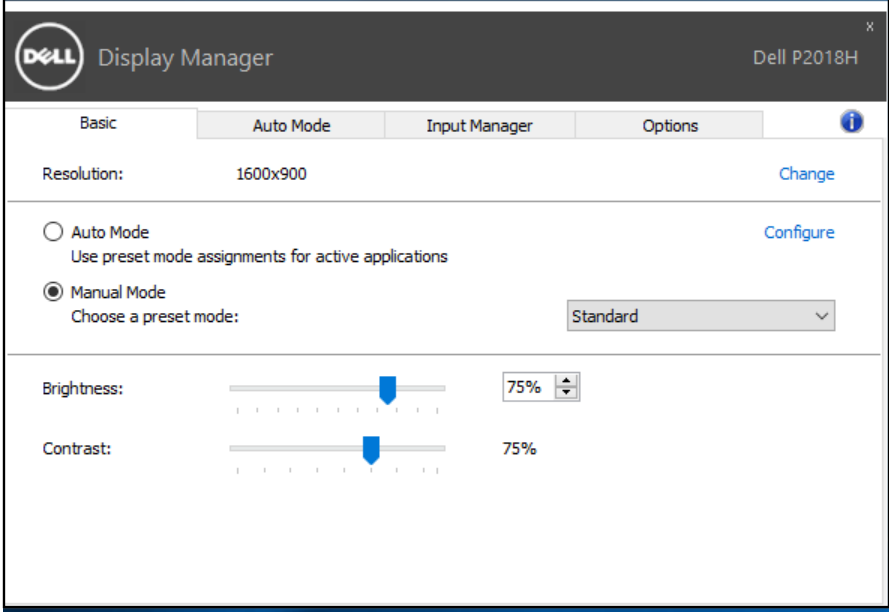 x
DELL Display Manager Dell P2018H
Basic Auto Mode Input Manager Options i
Resolution: 1600x900 Change
Auto Mode Configure
Use preset mode assignments for active applications
Manual Mode
Choose a preset mode: Standard
Brightness: 75%
Contrast: 75%